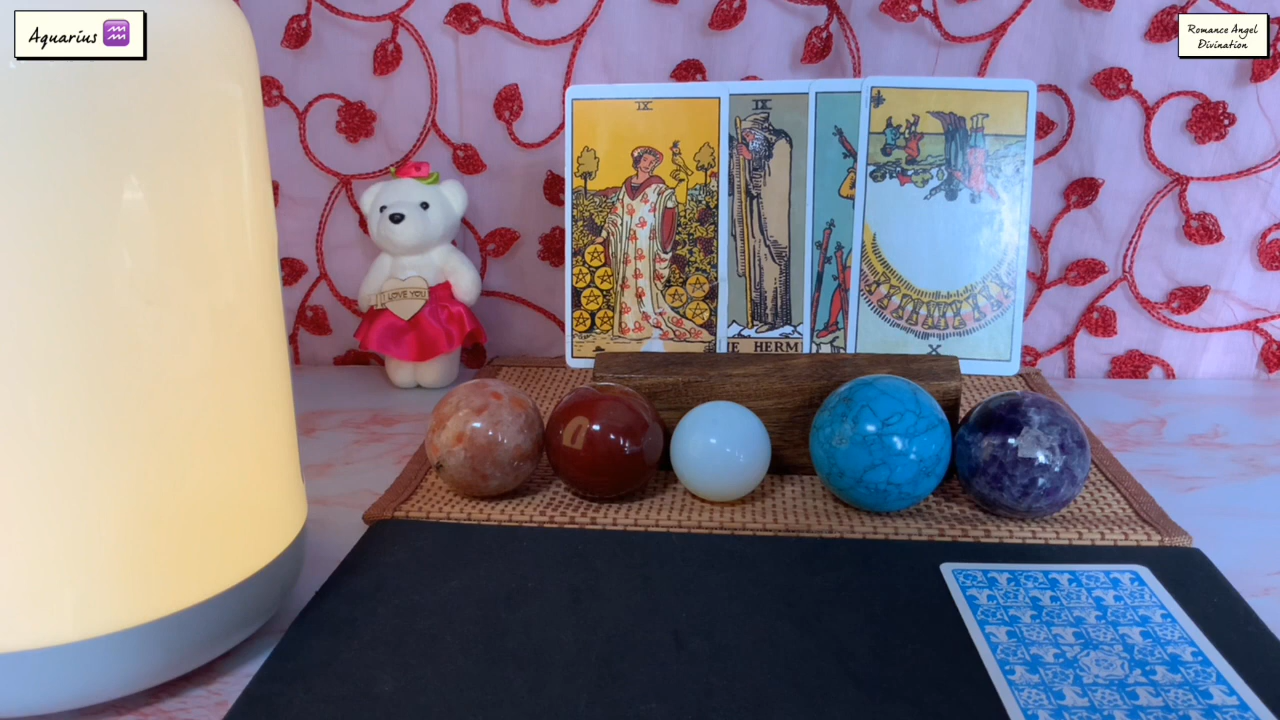 Aquarius ♒
Romance Angel
Divination
IX
IX
X
I LOVE YOU
HERM